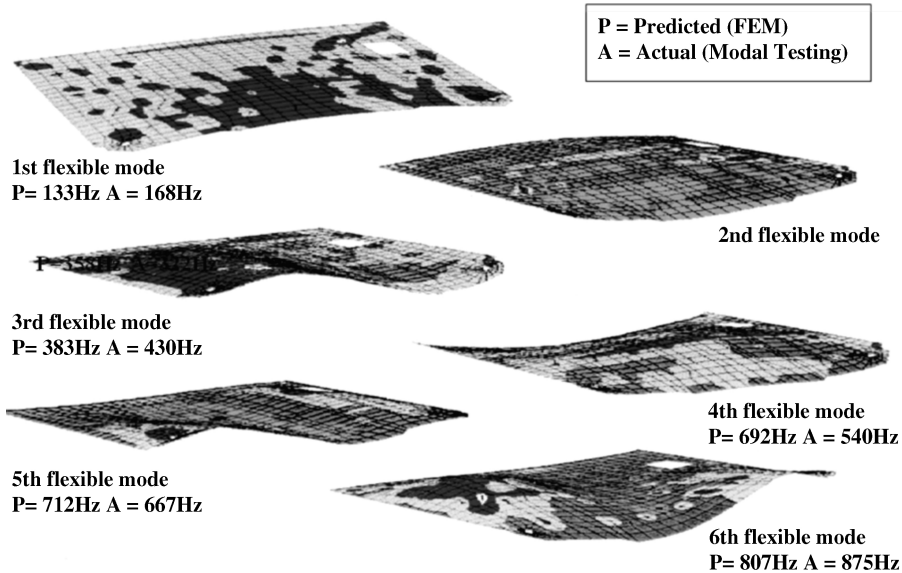 P = Predicted (FEM)
A = Actual (Modal Testing)
1st flexible mode
P= 133Hz A = 168Hz
2nd flexible mode
3rd flexible mode
P= 383Hz A = 430Hz
4th flexible mode
P= 692Hz A = 540Hz
5th flexible mode
P= 712Hz A = 667Hz
6th flexible mode
P= 807Hz A = 875Hz